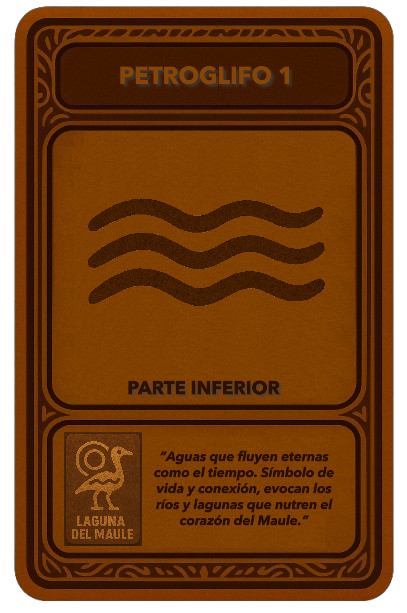 PETROGLIFO 1
PARTE INFERIOR
“Aguas que fluyen eternas
como el tiempo. Símbolo de
vida y conexión, evocan los
ríos y lagunas que nutren el
corazón del Maule.“
LAGUNA
DEL MAULE